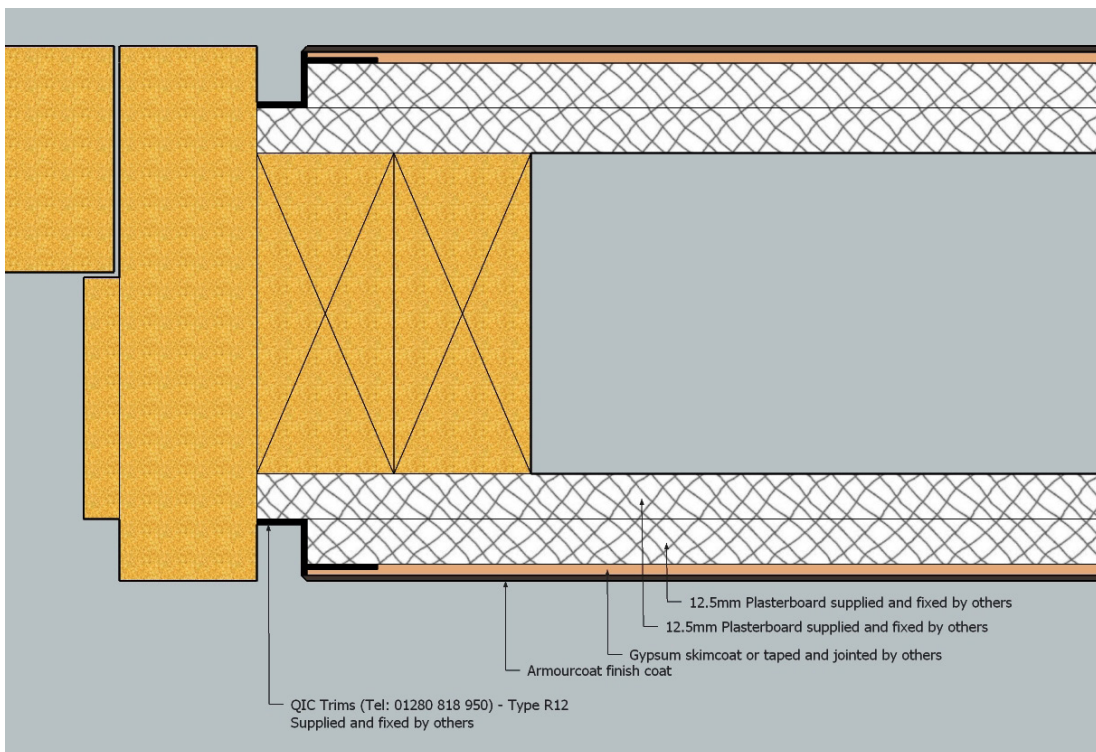 12.5mm Plasterboard supplied and fixed by others
12.5mm Plasterboard supplied and fixed by others
Gypsum skimcoat or taped and jointed by others
Armourcoat finish coat
QIC Trims (Tel: 01280 818 950) - Type R12
Supplied and fixed by others